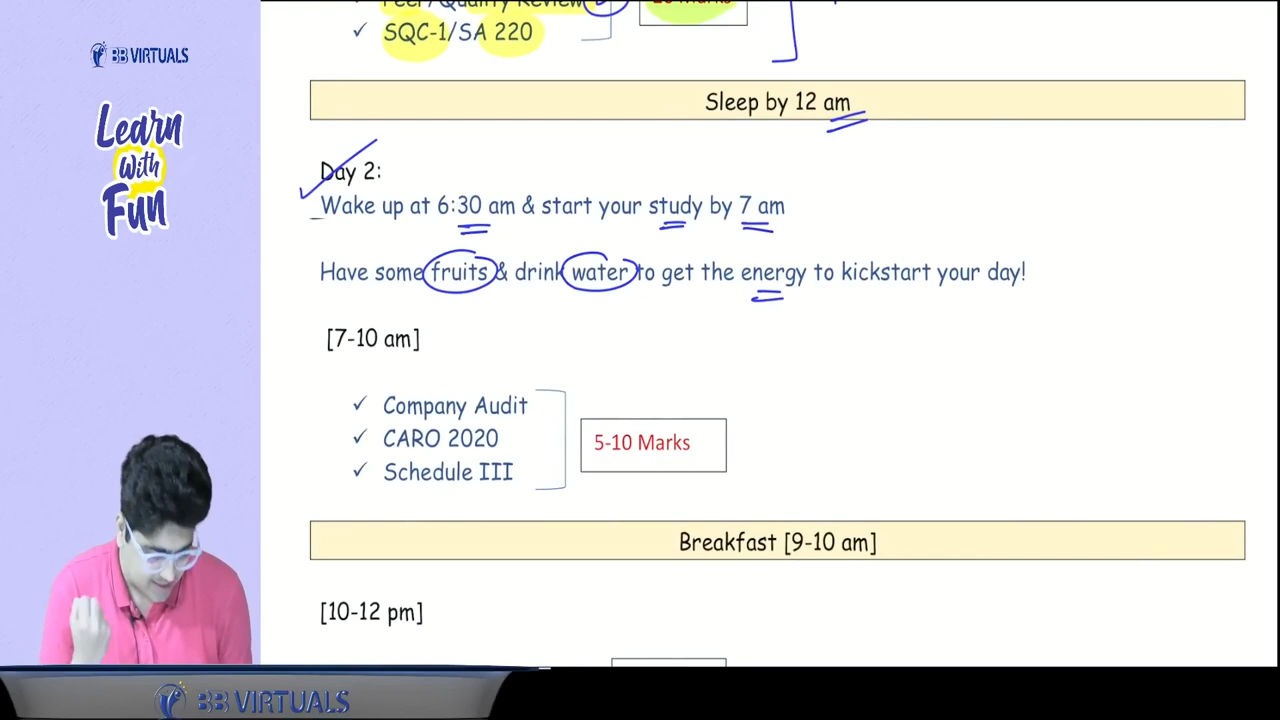 Peer/Quality Review
SQC-1/SA 220
BB VIRTUALS
Learn
With
Fun
Sleep by 12 am
Day 2:
Wake up at 6:30 am & start your study by 7 am
Have some fruits & drink water to get the energy to kickstart your day!
[7-10 am]
✓ Company Audit
✓ CARO 2020
✓ Schedule III
5-10 Marks
Breakfast [9-10 am]
[10-12 pm]
BB VIRTUALS